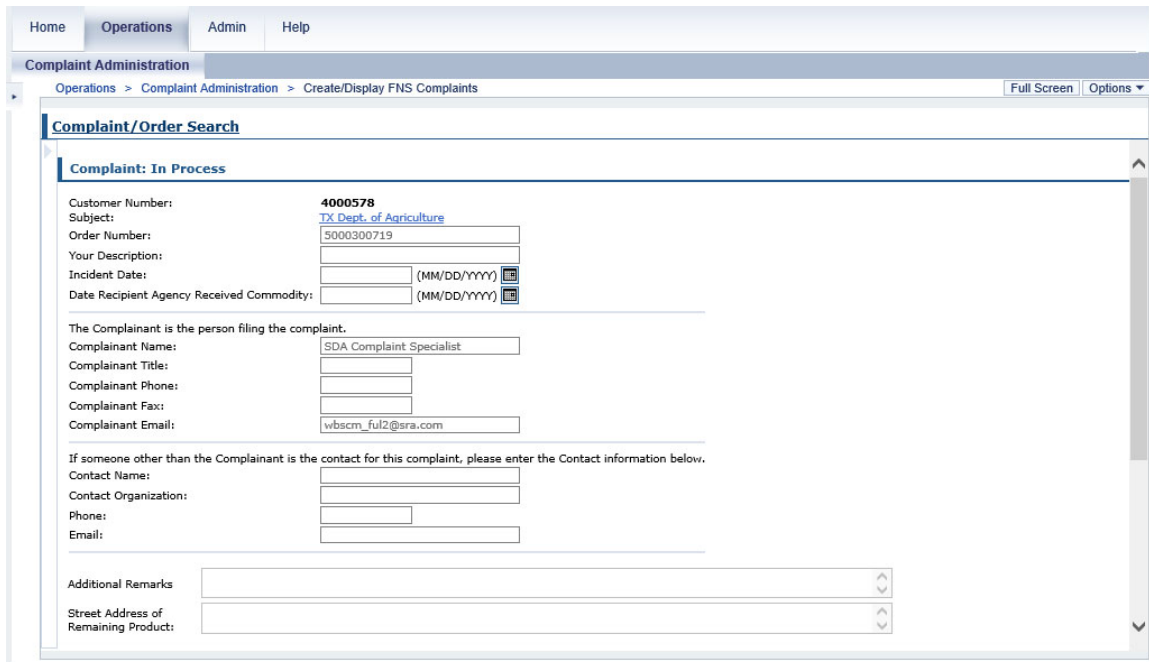 Home Operations Admin Help
Complaint Administration
Operations > Complaint Administration > Create/Display FNS Complaints Full Screen Options
Complaint/Order Search
Complaint: In Process
Customer Number: 4000578
Subject: TX Dept. of Agriculture
Order Number: 5000300719
Your Description:
Incident Date: (MM/DD/YYYY)
Date Recipient Agency Received Commodity: (MM/DD/YYYY)
The Complainant is the person filing the complaint.
Complainant Name: SDA Complaint Specialist
Complainant Title:
Complainant Phone:
Complainant Fax:
Complainant Email: wbscm_ful2@sra.com
If someone other than the Complainant is the contact for this complaint, please enter the Contact information below.
Contact Name:
Contact Organization:
Phone:
Email:
Additional Remarks
Street Address of
Remaining Product: